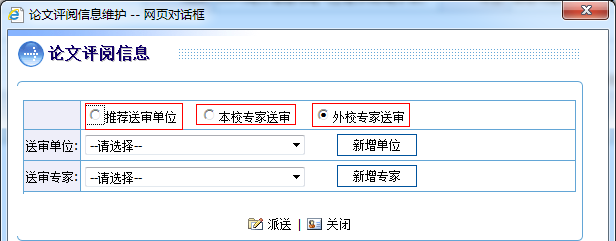 论文评阅信息维护 -- 网页对话框
论文评阅信息
推荐送审单位 本校专家送审 外校专家送审
送审单位: --请选择-- 新增单位
送审专家: --请选择-- 新增专家
派送 | 关闭